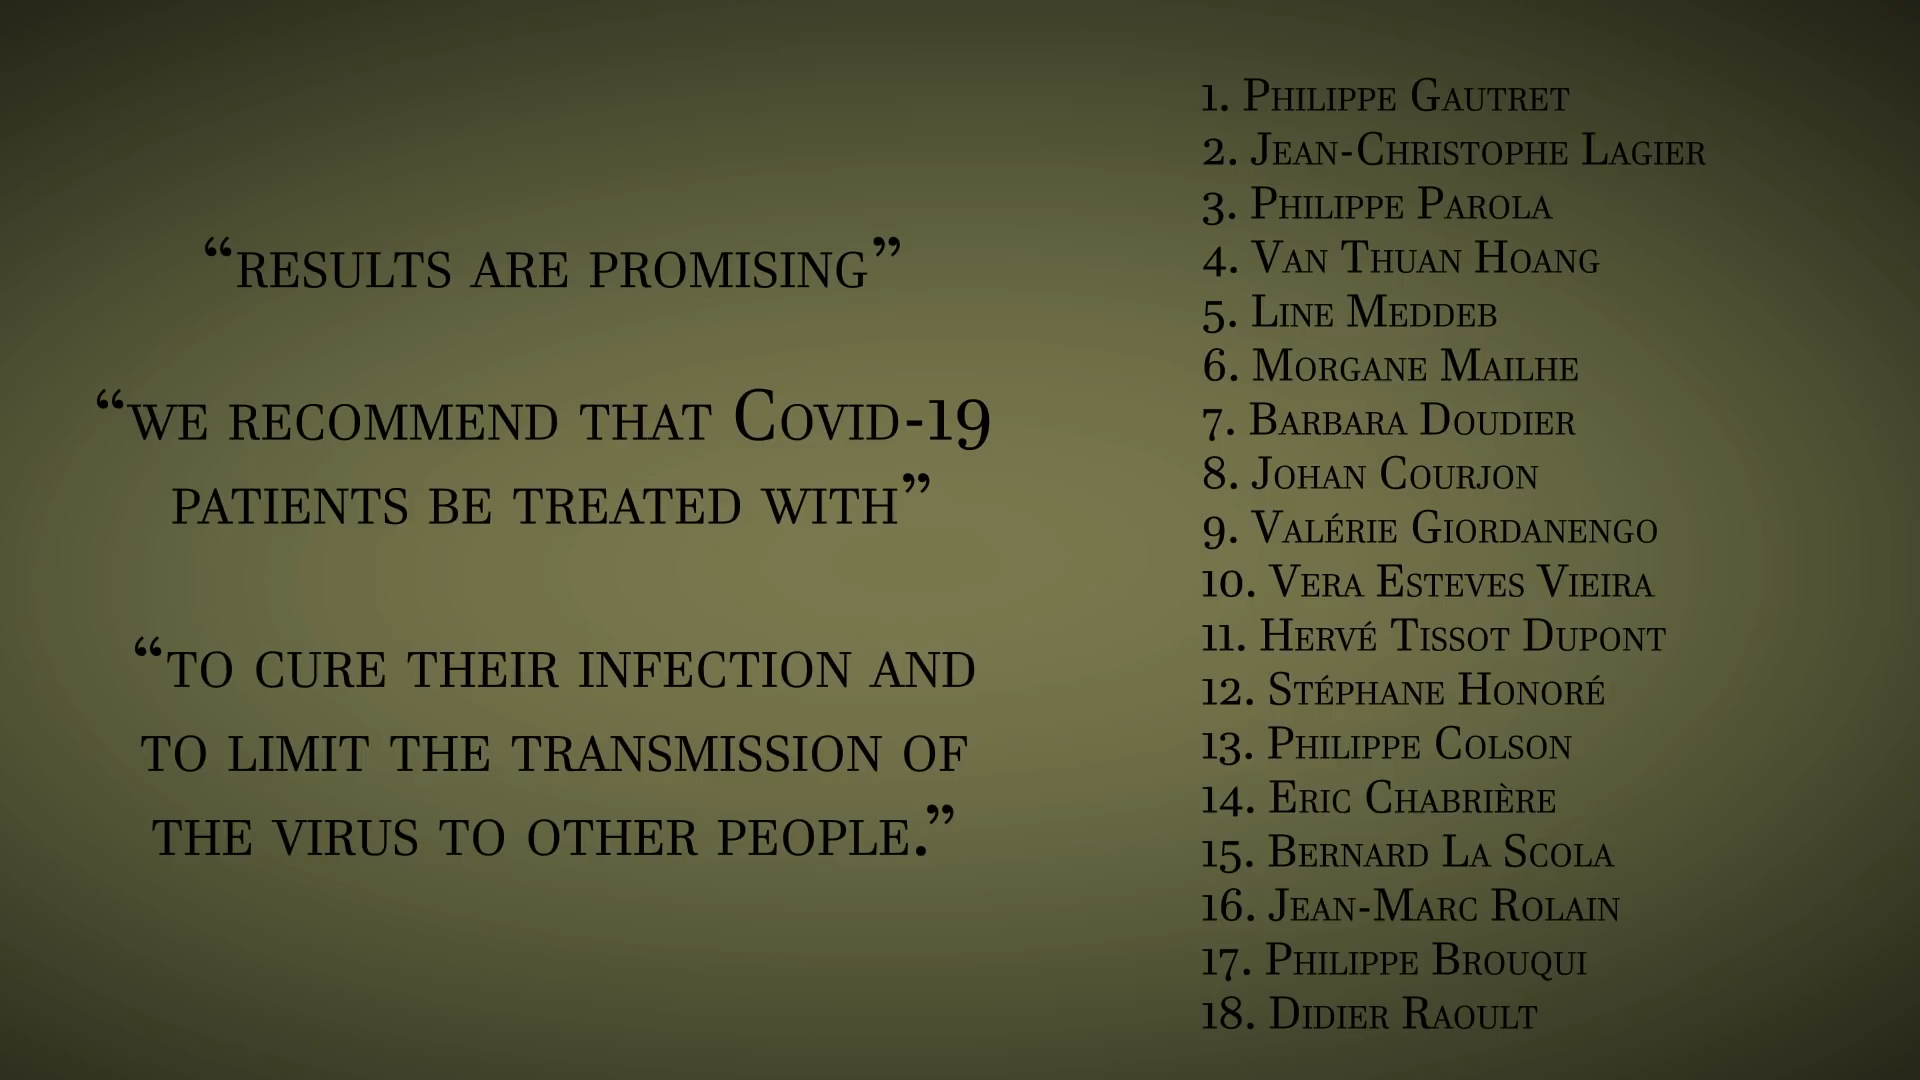 “results are promising”
“we recommend that Covid-19
patients be treated with”
“to cure their infection and
to limit the transmission of
the virus to other people.”
1. Philippe Gautret
2. Jean-Christophe Lagier
3. Philippe Parola
4. Van Thuan Hoang
5. Line Meddeb
6. Morgane Mailhe
7. Barbara Doudier
8. Johan Courjon
9. Valérie Giordanengo
10. Vera Esteves Vieira
11. Hervé Tissot Dupont
12. Stéphane Honoré
13. Philippe Colson
14. Eric Chabrière
15. Bernard La Scola
16. Jean-Marc Rolain
17. Philippe Brouqui
18. Didier Raoult